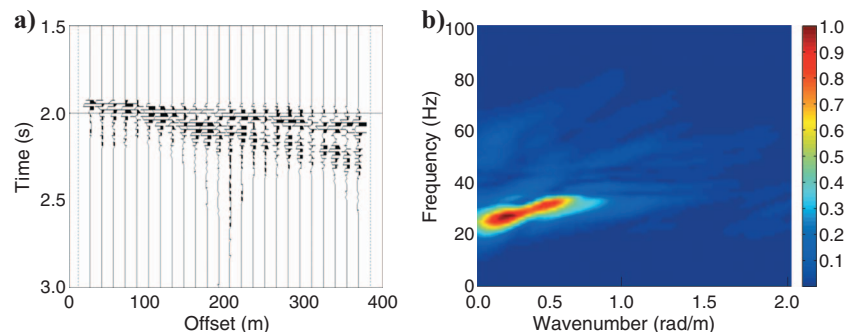 a)
1.5
2.0
2.5
3.0
Time (s)
0 100 200 300 400
Offset (m)
b)
100
80
60
40
20
0
Frequency (Hz)
0.0 0.5 1.0 1.5 2.0
Wavenumber (rad/m)
1.0
0.9
0.8
0.7
0.6
0.5
0.4
0.3
0.2
0.1